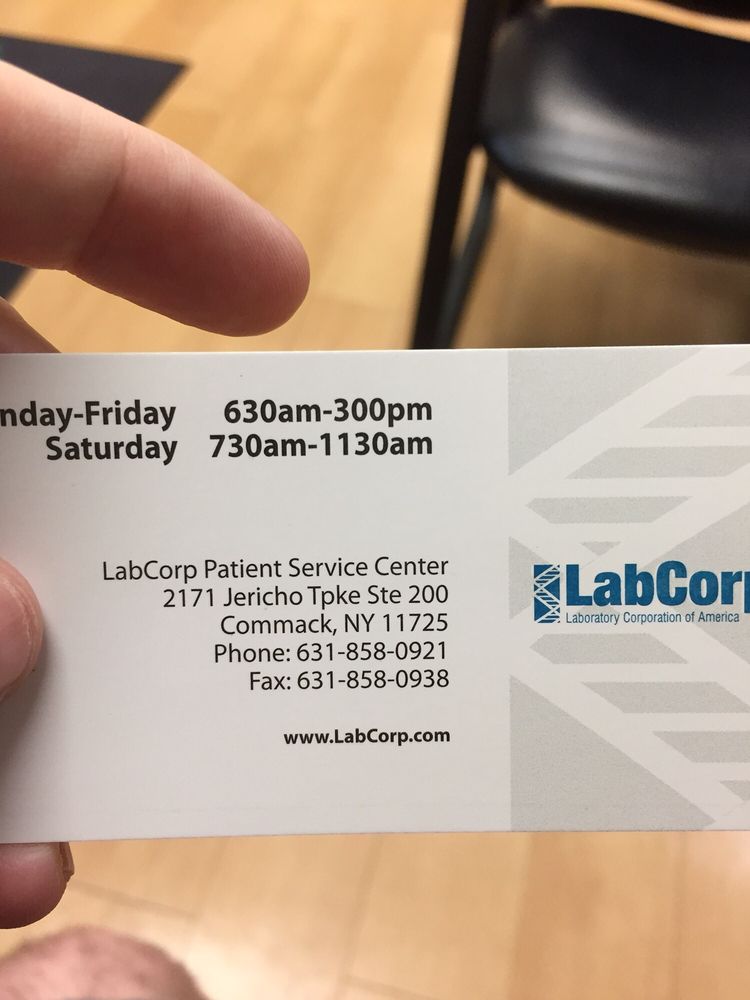 nday-Friday 630am-300pm
Saturday 730am-1130am
LabCorp Patient Service Center
2171 Jericho Tpke Ste 200
Commack, NY 11725
Phone: 631-858-0921
Fax: 631-858-0938
www.LabCorp.com
LabCorp
Laboratory Corporation of America